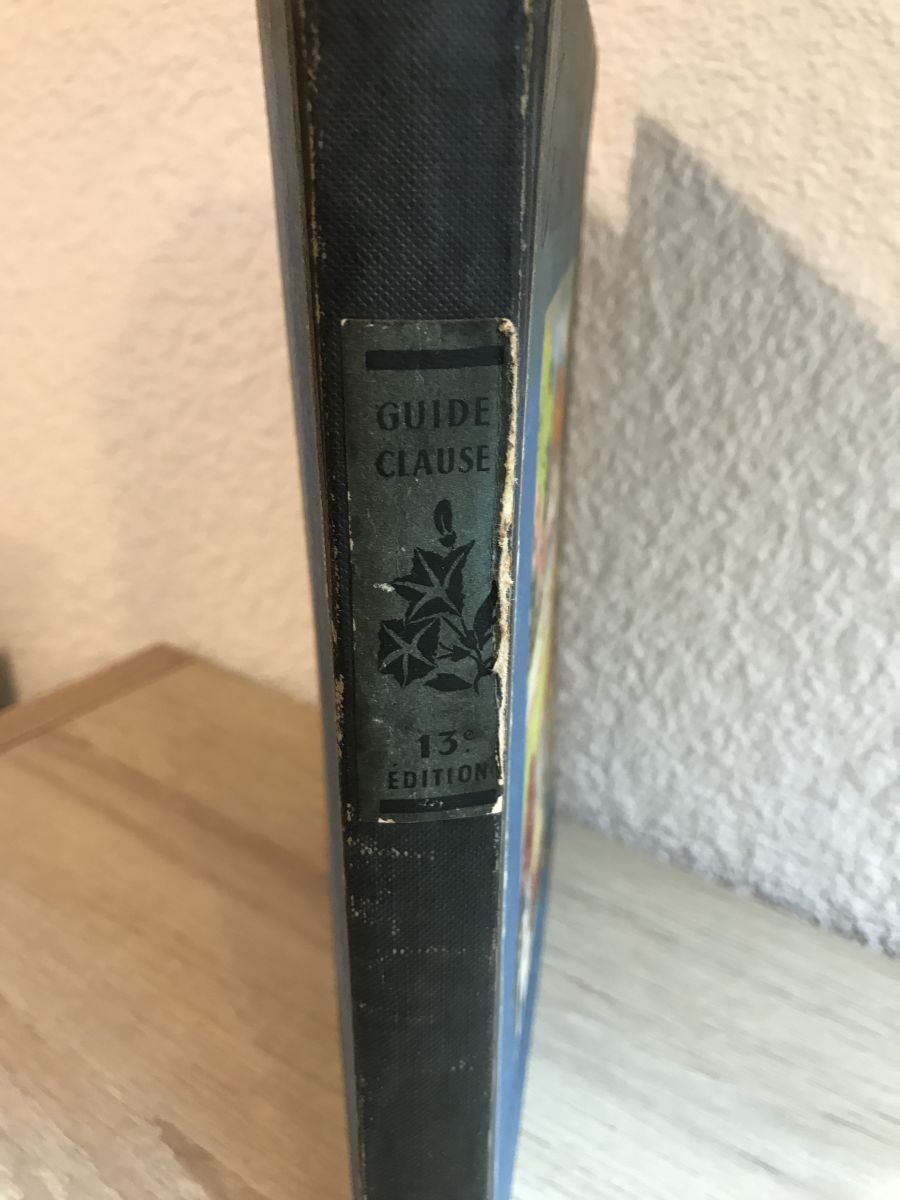 GUIDE
CLAUSE
13e
ÉDITION